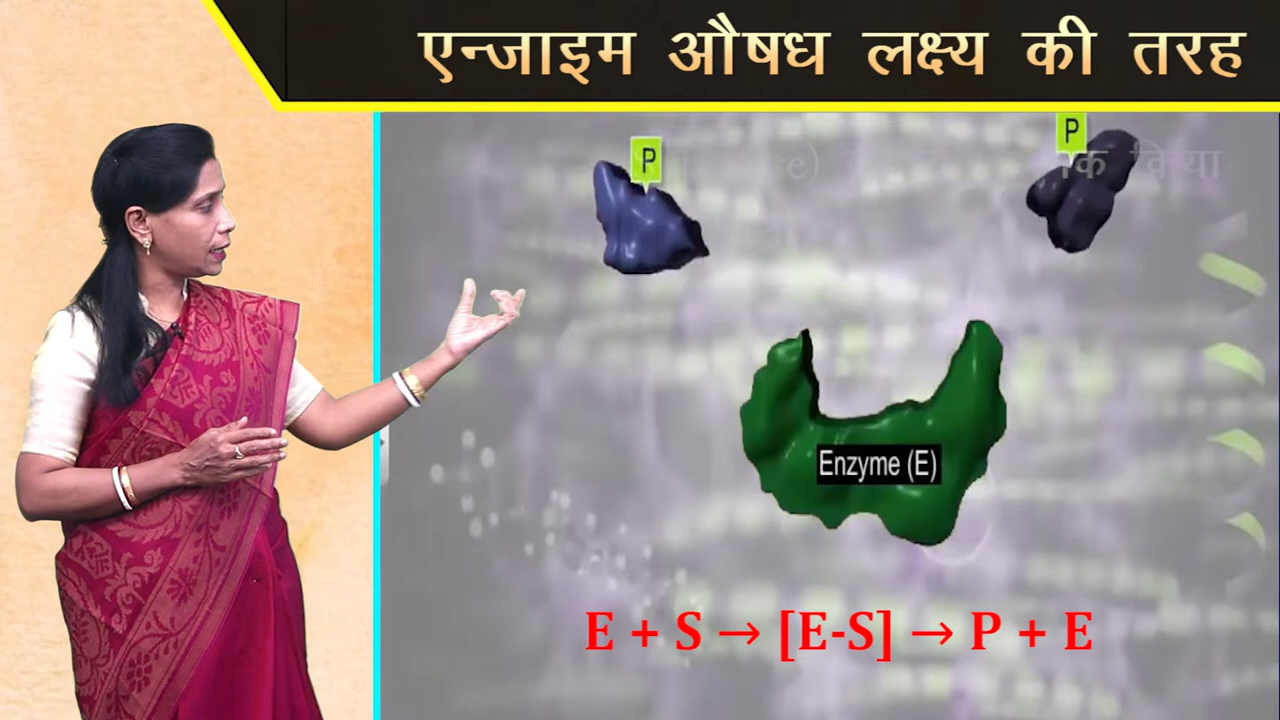 एन्जाइम औषध लक्ष्य की तरह
P
P
Enzyme (E)
E + S → [E-S] → P + E